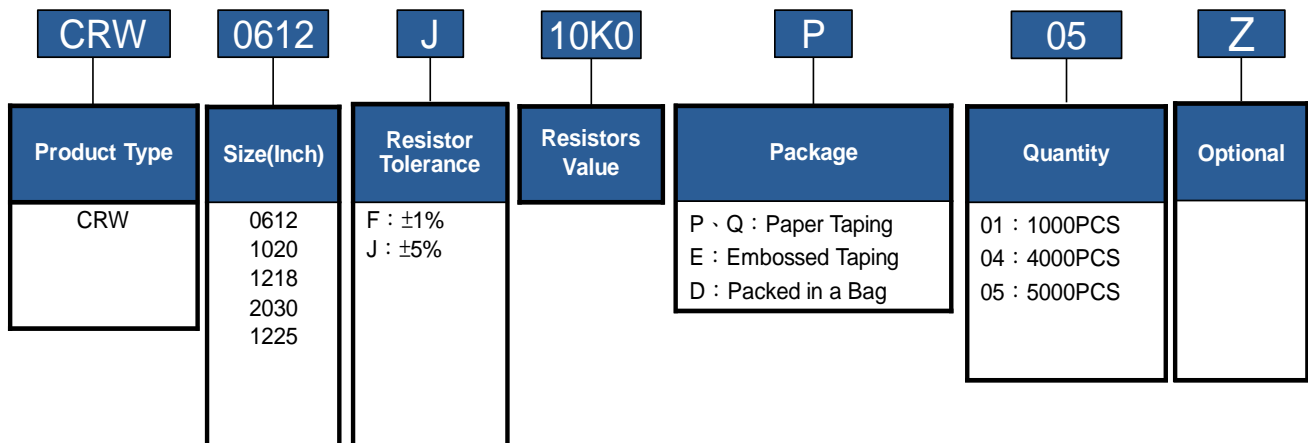 CRW 0612 J 10K0 P 05 Z
Product Type
Size(Inch)
Resistor
Tolerance
Resistors
Value
Package
Quantity
Optional
CRW
0612
1020
1218
2030
1225
F：±1%
J：±5%
P、Q：Paper Taping
E：Embossed Taping
D：Packed in a Bag
01：1000PCS
04：4000PCS
05：5000PCS